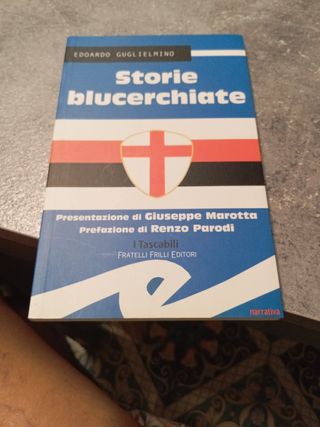 EDOARDO GUGLIELMINO
Storie
blucerchiate
Presentazione di Giuseppe Marotta
Prefazione di Renzo Parodi
I Tascabili
FRATELLI FRILLI EDITORI
narrativa